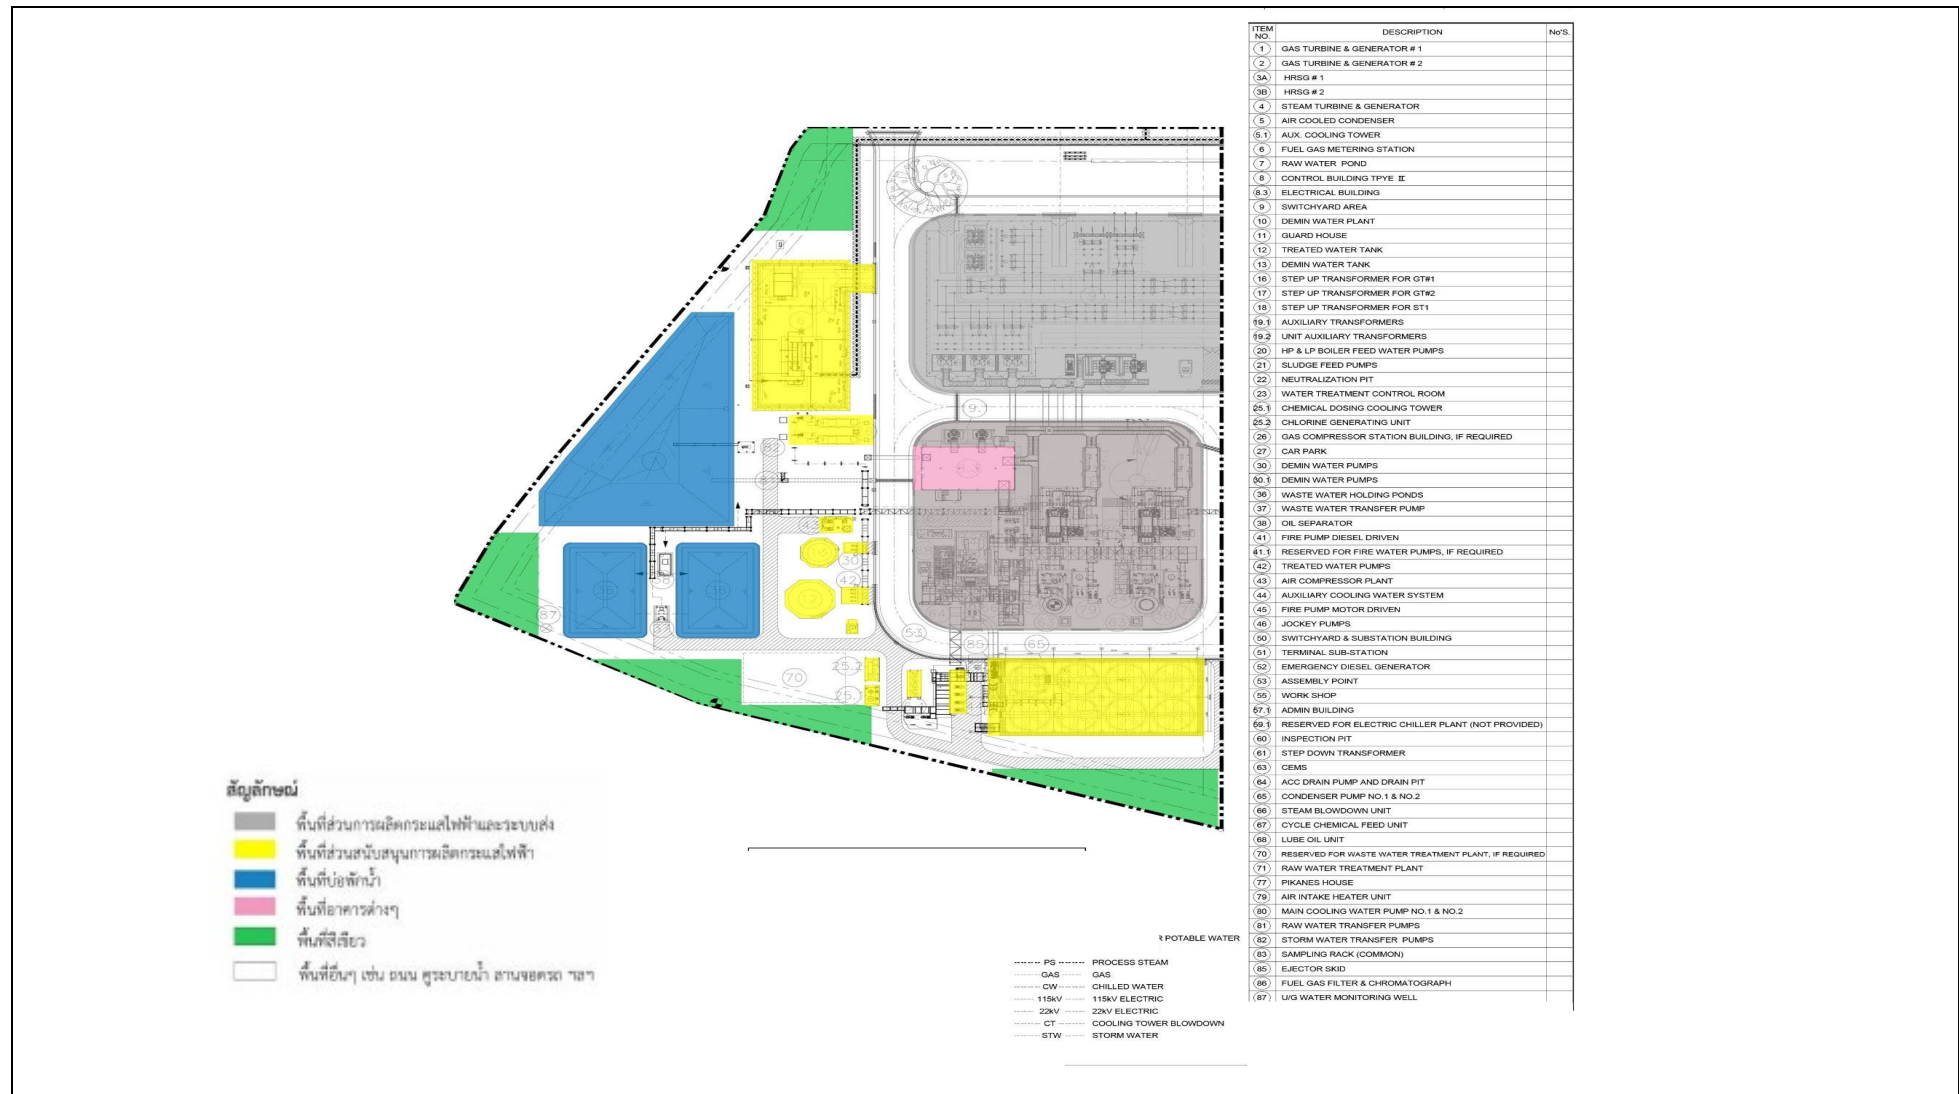 ITEM NO. DESCRIPTION No'S.
1 GAS TURBINE & GENERATOR # 1
2 GAS TURBINE & GENERATOR # 2
3A HRSG # 1
3B HRSG # 2
4 STEAM TURBINE & GENERATOR
5 AIR COOLED CONDENSER
5.1 AUX. COOLING TOWER
6 FUEL GAS METERING STATION
7 RAW WATER POND
8 CONTROL BUILDING TPYE II
8.3 ELECTRICAL BUILDING
9 SWITCHYARD AREA
10 DEMIN WATER PLANT
11 GUARD HOUSE
12 TREATED WATER TANK
13 DEMIN WATER TANK
16 STEP UP TRANSFORMER FOR GT#1
17 STEP UP TRANSFORMER FOR GT#2
18 STEP UP TRANSFORMER FOR ST1
19.1 AUXILIARY TRANSFORMERS
19.2 UNIT AUXILIARY TRANSFORMERS
20 HP & LP BOILER FEED WATER PUMPS
21 SLUDGE FEED PUMPS
22 NEUTRALIZATION PIT
23 WATER TREATMENT CONTROL ROOM
25.1 CHEMICAL DOSING COOLING TOWER
25.2 CHLORINE GENERATING UNIT
26 GAS COMPRESSOR STATION BUILDING, IF REQUIRED
27 CAR PARK
30 DEMIN WATER PUMPS
30.1 DEMIN WATER PUMPS
36 WASTE WATER HOLDING PONDS
37 WASTE WATER TRANSFER PUMP
38 OIL SEPARATOR
41 FIRE PUMP DIESEL DRIVEN
41.1 RESERVED FOR FIRE WATER PUMPS, IF REQUIRED
42 TREATED WATER PUMPS
43 AIR COMPRESSOR PLANT
44 AUXILIARY COOLING WATER SYSTEM
45 FIRE PUMP MOTOR DRIVEN
46 JOCKEY PUMPS
50 SWITCHYARD & SUBSTATION BUILDING
51 TERMINAL SUB-STATION
52 EMERGENCY DIESEL GENERATOR
53 ASSEMBLY POINT
55 WORK SHOP
57.1 ADMIN BUILDING
59.1 RESERVED FOR ELECTRIC CHILLER PLANT (NOT PROVIDED)
60 INSPECTION PIT
61 STEP DOWN TRANSFORMER
63 CEMS
64 ACC DRAIN PUMP AND DRAIN PIT
65 CONDENSER PUMP NO.1 & NO.2
66 STEAM BLOWDOWN UNIT
67 CYCLE CHEMICAL FEED UNIT
68 LUBE OIL UNIT
70 RESERVED FOR WASTE WATER TREATMENT PLANT, IF REQUIRED
71 RAW WATER TREATMENT PLANT
77 PIKANES HOUSE
79 AIR INTAKE HEATER UNIT
80 MAIN COOLING WATER PUMP NO.1 & NO.2
81 RAW WATER TRANSFER PUMPS
82 STORM WATER TRANSFER PUMPS
83 SAMPLING RACK (COMMON)
85 EJECTOR SKID
86 FUEL GAS FILTER & CHROMATOGRAPH
87 U/G WATER MONITORING WELL
9
7
82
43
30
42
36
87
53
85
65
70
25.2
สัญลักษณ์
พื้นที่ส่วนการผลิตกระแสไฟฟ้าและระบบส่ง
พื้นที่ส่วนสนับสนุนการผลิตกระแสไฟฟ้า
พื้นที่บ่อพักน้ำ
พื้นที่อาคารต่างๆ
พื้นที่สีเขียว
พื้นที่อื่นๆ เช่น ถนน คูระบายน้ำ ลานจอดรถ ฯลฯ
POTABLE WATER
PS PROCESS STEAM
GAS GAS
CW CHILLED WATER
115kV 115kV ELECTRIC
22kV 22kV ELECTRIC
CT COOLING TOWER BLOWDOWN
STW STORM WATER